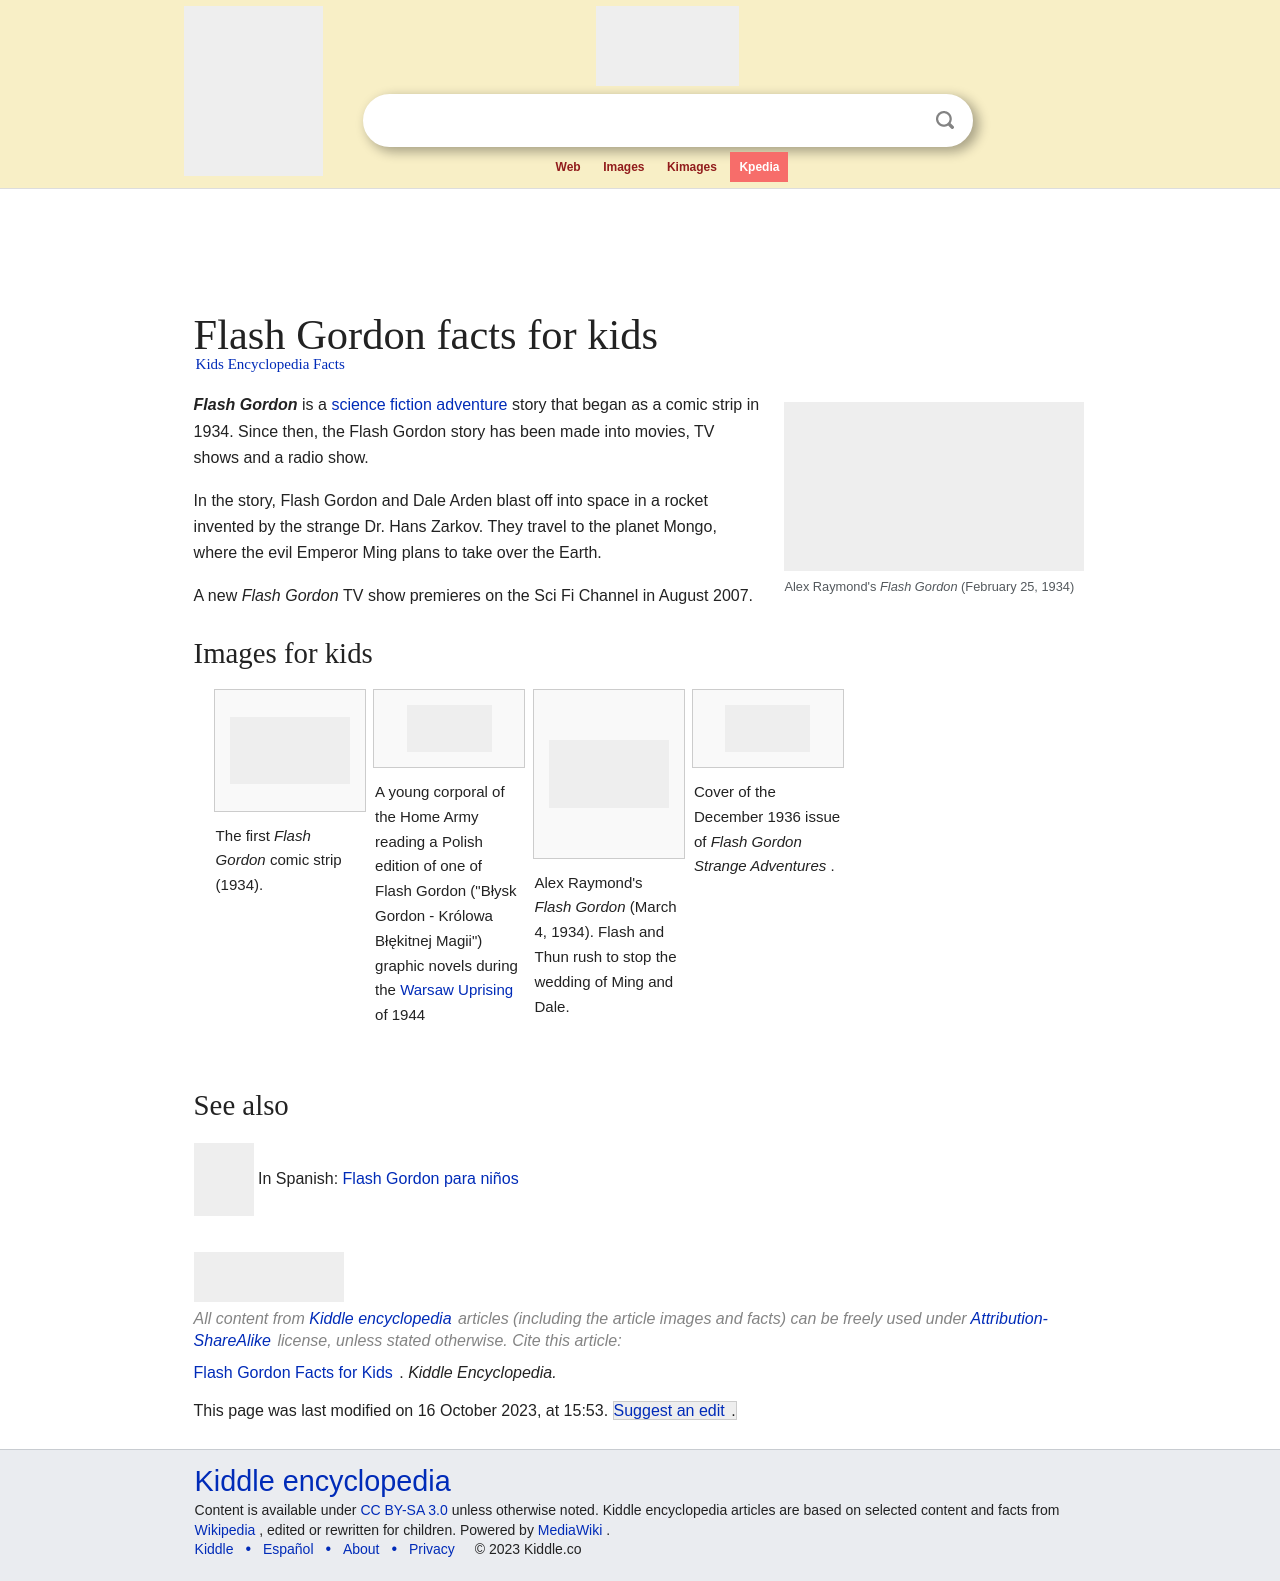 Web Images Kimages Kpedia
Flash Gordon facts for kids
Kids Encyclopedia Facts
Flash Gordon is a science fiction adventure story that began as a comic strip in
1934. Since then, the Flash Gordon story has been made into movies, TV
shows and a radio show.
In the story, Flash Gordon and Dale Arden blast off into space in a rocket
invented by the strange Dr. Hans Zarkov. They travel to the planet Mongo,
where the evil Emperor Ming plans to take over the Earth.
A new Flash Gordon TV show premieres on the Sci Fi Channel in August 2007.
Alex Raymond's Flash Gordon (February 25, 1934)
Images for kids
The first Flash
Gordon comic strip
(1934).
A young corporal of
the Home Army
reading a Polish
edition of one of
Flash Gordon ("Błysk
Gordon - Królowa
Błękitnej Magii")
graphic novels during
the Warsaw Uprising
of 1944
Alex Raymond's
Flash Gordon (March
4, 1934). Flash and
Thun rush to stop the
wedding of Ming and
Dale.
Cover of the
December 1936 issue
of Flash Gordon
Strange Adventures .
See also
In Spanish: Flash Gordon para niños
All content from Kiddle encyclopedia articles (including the article images and facts) can be freely used under Attribution-
ShareAlike license, unless stated otherwise. Cite this article:
Flash Gordon Facts for Kids . Kiddle Encyclopedia.
This page was last modified on 16 October 2023, at 15:53. Suggest an edit .
Kiddle encyclopedia
Content is available under CC BY-SA 3.0 unless otherwise noted. Kiddle encyclopedia articles are based on selected content and facts from
Wikipedia , edited or rewritten for children. Powered by MediaWiki .
Kiddle • Español • About • Privacy © 2023 Kiddle.co